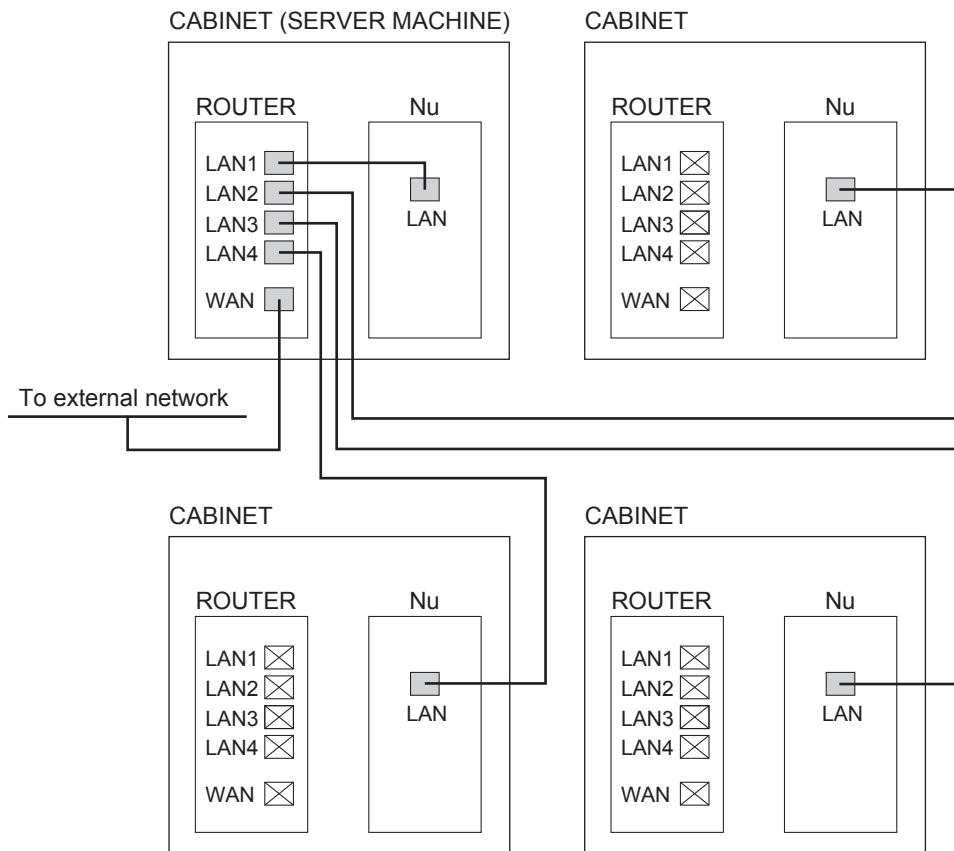 CABINET (SERVER MACHINE)
ROUTER
Nu
LAN1
LAN2
LAN3
LAN4
WAN
LAN
CABINET
ROUTER
Nu
LAN1
LAN2
LAN3
LAN4
WAN
LAN
To external network
CABINET
ROUTER
Nu
LAN1
LAN2
LAN3
LAN4
WAN
LAN
CABINET
ROUTER
Nu
LAN1
LAN2
LAN3
LAN4
WAN
LAN